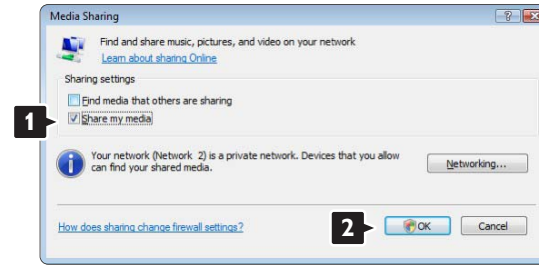 Media Sharing
Find and share music, pictures, and video on your network
Learn about sharing Online
Sharing settings
Find media that others are sharing
1
Share my media
Your network (Network 2) is a private network. Devices that you allow
can find your shared media.
Networking...
How does sharing change firewall settings?
2
OK
Cancel